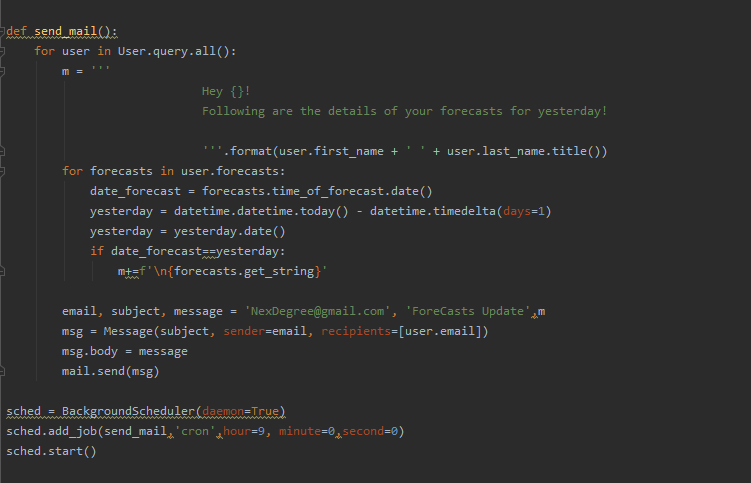 def send_mail():
    for user in User.query.all():
        m = '''
                            Hey {}!
                            Following are the details of your forecasts for yesterday!

                            '''.format(user.first_name + ' ' + user.last_name.title())
        for forecasts in user.forecasts:
            date_forecast = forecasts.time_of_forecast.date()
            yesterday = datetime.datetime.today() - datetime.timedelta(days=1)
            yesterday = yesterday.date()
            if date_forecast==yesterday:
                m+=f'\n{forecasts.get_string}'

        email, subject, message = 'NexDegree@gmail.com', 'ForeCasts Update',m
        msg = Message(subject, sender=email, recipients=[user.email])
        msg.body = message
        mail.send(msg)

sched = BackgroundScheduler(daemon=True)
sched.add_job(send_mail,'cron',hour=9, minute=0,second=0)
sched.start()